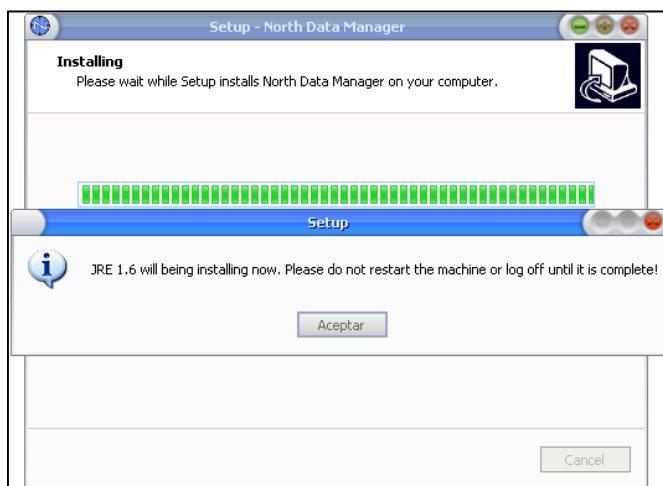 Setup - North Data Manager
Installing
Please wait while Setup installs North Data Manager on your computer.
Setup
JRE 1.6 will being installing now. Please do not restart the machine or log off until it is complete!
Aceptar
Cancel